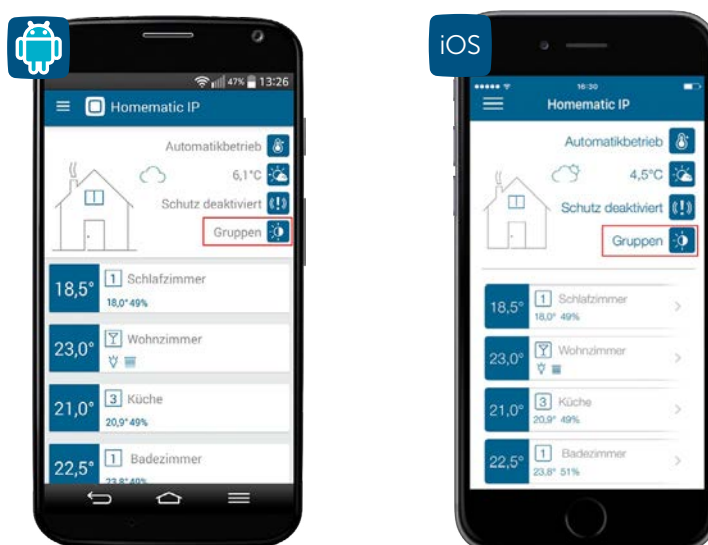 47% 13:26
Homematic IP
Automatikbetrieb
6,1°C
Schutz deaktiviert
Gruppen
18,5°
1 Schlafzimmer
18,0° 49%
23,0°
Wohnzimmer
21,0°
3 Küche
20,9° 49%
22,5°
1 Badezimmer
23,8° 49%
iOS
16:30
Homematic IP
Automatikbetrieb
4,5°C
Schutz deaktiviert
Gruppen
18,5°
1 Schlafzimmer
18,0° 49%
23,0°
Wohnzimmer
21,0°
3 Küche
20,9° 49%
22,5°
1 Badezimmer
23,8° 51%